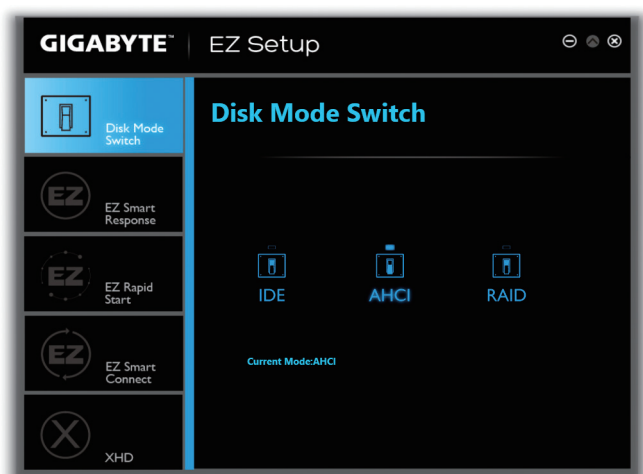 GIGABYTE™ EZ Setup
Disk Mode
Switch
Disk Mode Switch
EZ
EZ Smart
Response
EZ
EZ Rapid
Start
IDE AHCI RAID
EZ
EZ Smart
Connect
Current Mode:AHCI
X
XHD